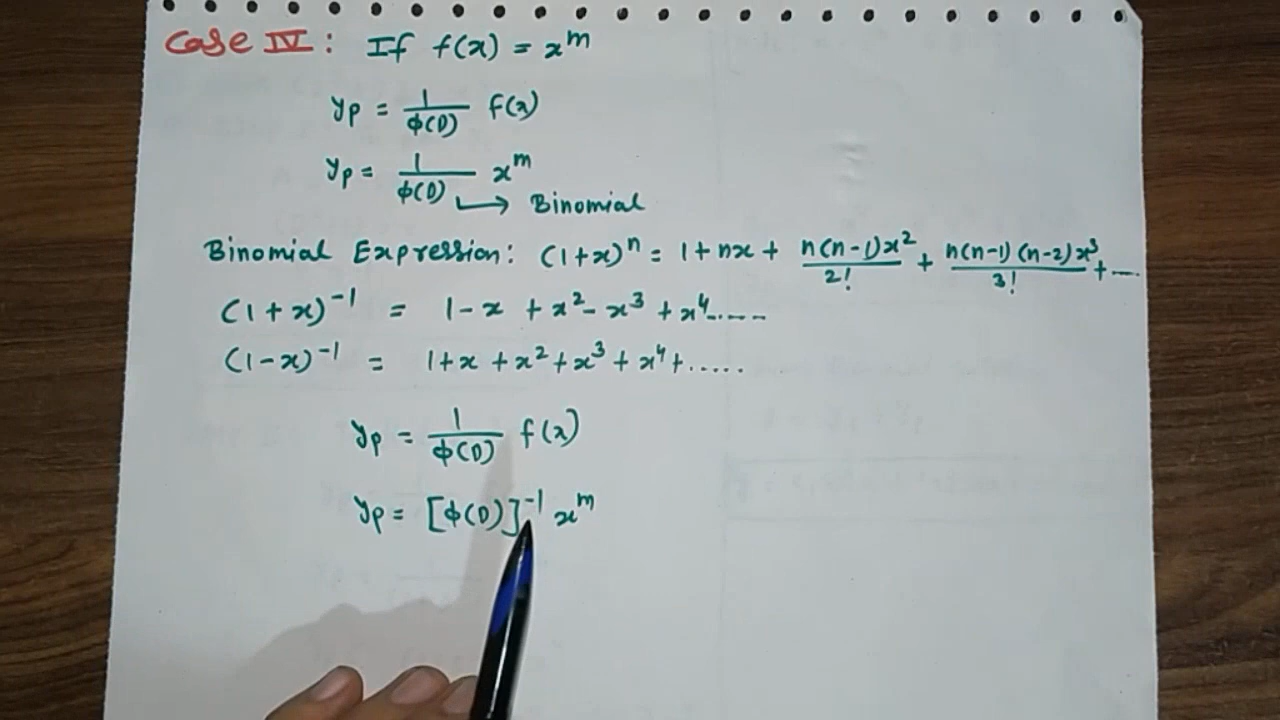 Case IV : If f(x) = x^m
yp = 1/ϕ(D) f(x)
yp = 1/ϕ(D) x^m
↳ Binomial
Binomial Expression: (1+x)^n = 1 + nx + n(n-1)x^2/2! + n(n-1)(n-2)x^3/3! + ....
(1+x)^-1 = 1-x + x^2 - x^3 + x^4 .....
(1-x)^-1 = 1+x + x^2 + x^3 + x^4 + .....
yp = 1/ϕ(D) f(x)
yp = [ϕ(D)]^-1 x^m